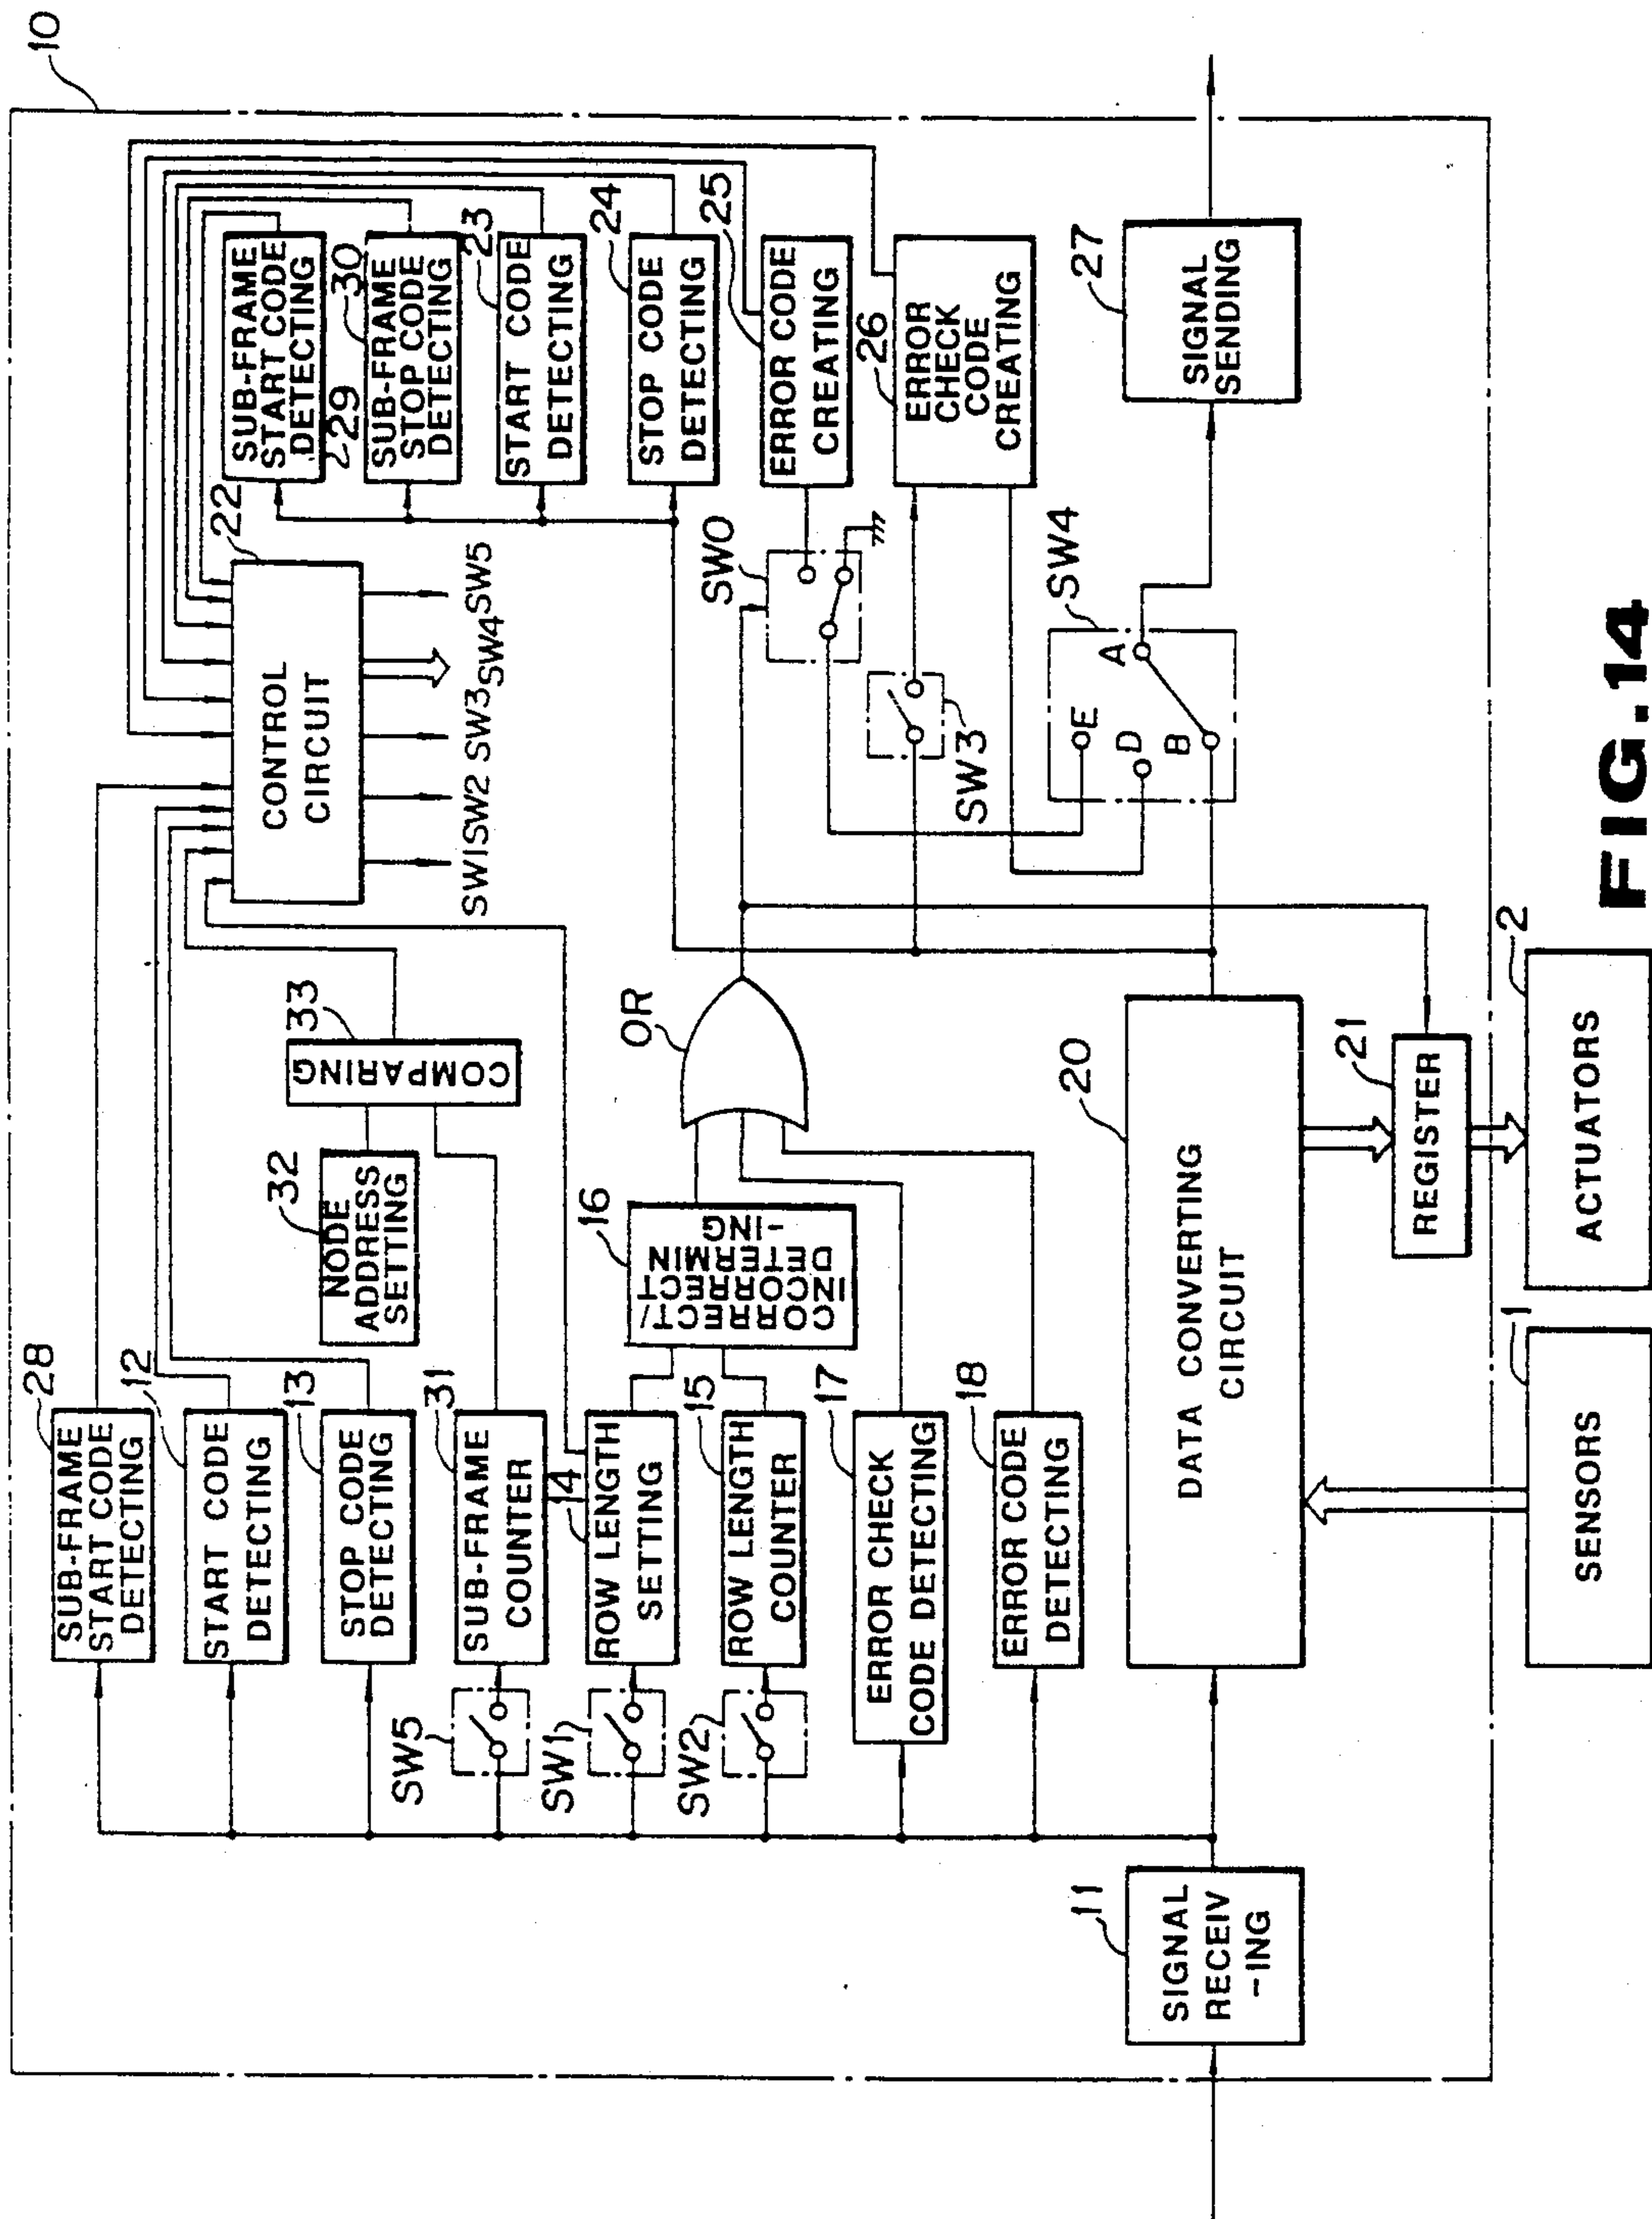 10
28
SUB-FRAME
START CODE
DETECTING
12
START CODE
DETECTING
13
STOP CODE
DETECTING
SW5
31
SUB-FRAME
COUNTER
SW1
14
ROW LENGTH
SETTING
SW2
15
ROW LENGTH
COUNTER
17
ERROR CHECK
CODE DETECTING
18
ERROR CODE
DETECTING
32
NODE
ADDRESS
SETTING
33
COMPARING
16
CORRECT/
INCORRECT
DETERMIN
-ING
OR
22
CONTROL
CIRCUIT
SW1 SW2 SW3 SW4 SW5
SUB-FRAME
START CODE
DETECTING
29
30
SUB-FRAME
STOP CODE
DETECTING
23
START CODE
DETECTING
24
STOP CODE
DETECTING
25
ERROR CODE
CREATING
SW0
26
ERROR
CHECK
CODE
CREATING
SW3
SW4
A
E
D
B
27
SIGNAL
SENDING
11
SIGNAL
RECEIV
-ING
20
DATA CONVERTING
CIRCUIT
21
REGISTER
1
SENSORS
2
ACTUATORS
FIG.14